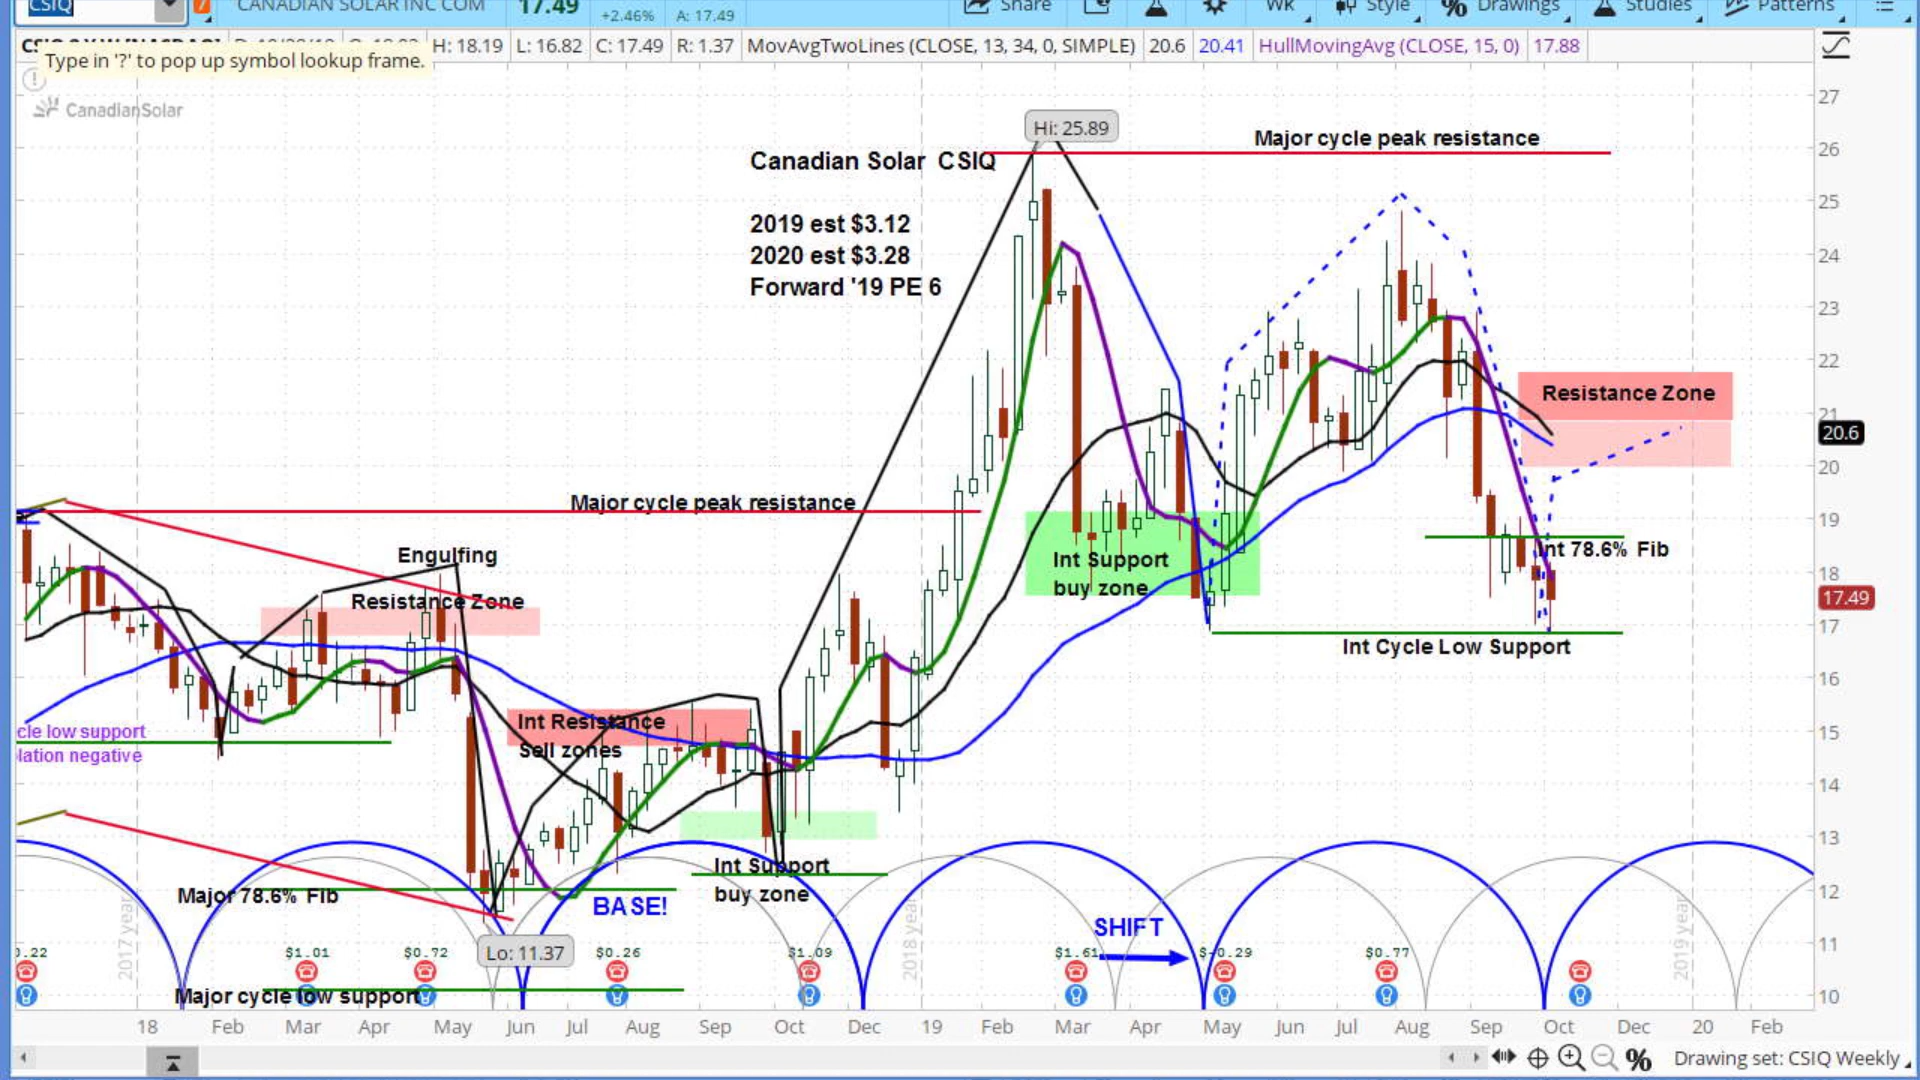 CSIQ
CANADIAN SOLAR INC COM
17.49
+2.46%
A: 17.49
Share
Wk
Style
Drawings
Studies
Patterns
H: 18.19
L: 16.82
C: 17.49
R: 1.37
MovAvgTwoLines (CLOSE, 13, 34, 0, SIMPLE)
20.6
20.41
HullMovingAvg (CLOSE, 15, 0)
17.88
Type in '?' to pop up symbol lookup frame.
CanadianSolar
Hi: 25.89
Major cycle peak resistance
Canadian Solar CSIQ
2019 est $3.12
2020 est $3.28
Forward '19 PE 6
Resistance Zone
Major cycle peak resistance
Engulfing
Resistance Zone
Int Support
buy zone
Int 78.6% Fib
Int Cycle Low Support
Int Resistance
Sell zones
cle low support
lation negative
Int Support
buy zone
Major 78.6% Fib
BASE!
SHIFT
Lo: 11.37
Major cycle low support
0.22
$1.01
$0.72
$0.26
$1.09
$1.61
$-0.29
$0.77
2017 year
2018 year
2019 year
27
26
25
24
23
22
21
20.6
20
19
18
17.49
17
16
15
14
13
12
11
10
18
Feb
Mar
Apr
May
Jun
Jul
Aug
Sep
Oct
Dec
19
Feb
Mar
Apr
May
Jun
Jul
Aug
Sep
Oct
Dec
20
Feb
Drawing set: CSIQ Weekly